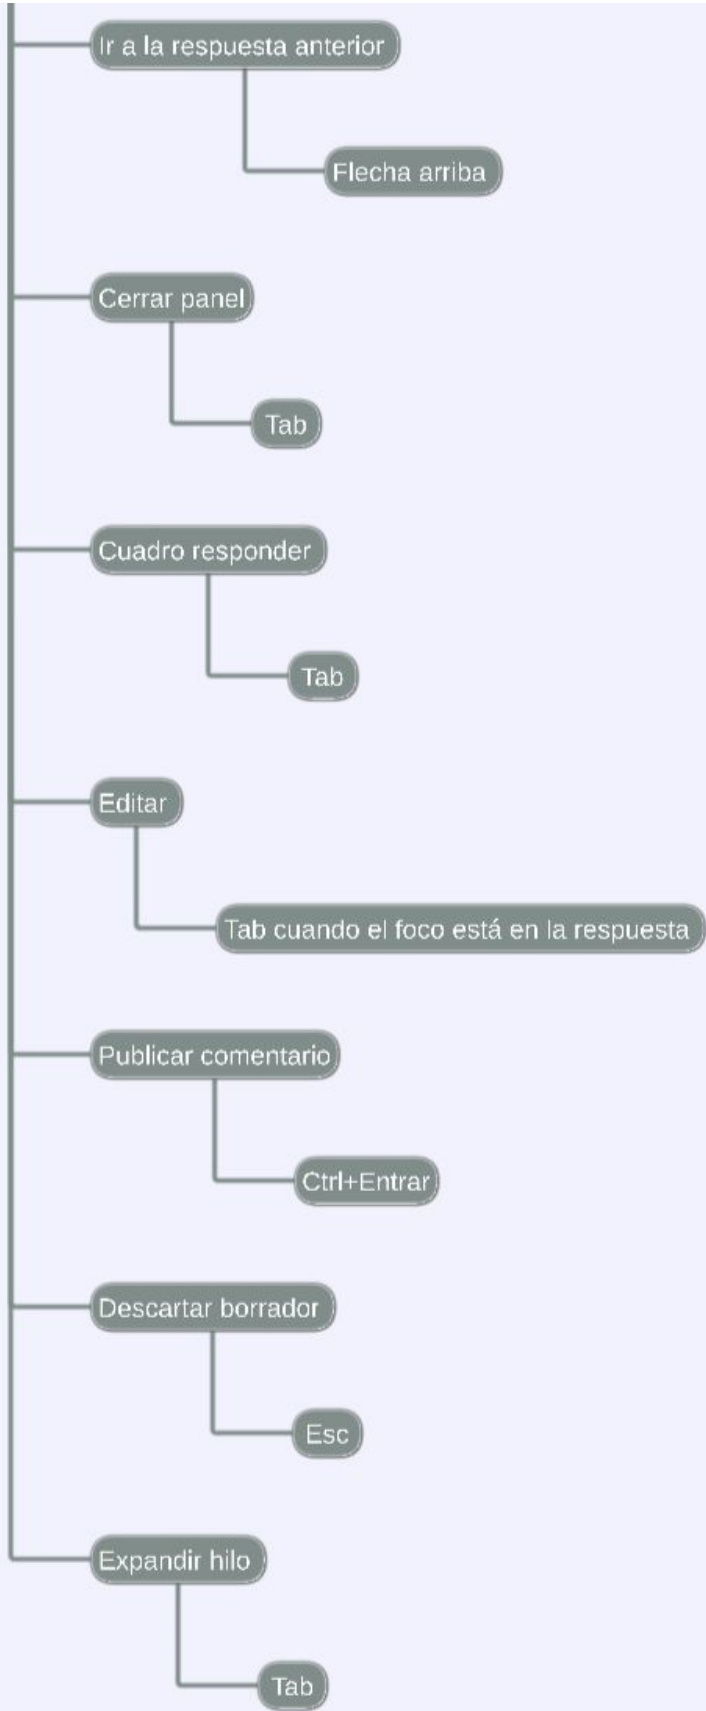 Ir a la respuesta anterior
Flecha arriba
Cerrar panel
Tab
Cuadro responder
Tab
Editar
Tab cuando el foco está en la respuesta
Publicar comentario
Ctrl+Entrar
Descartar borrador
Esc
Expandir hilo
Tab